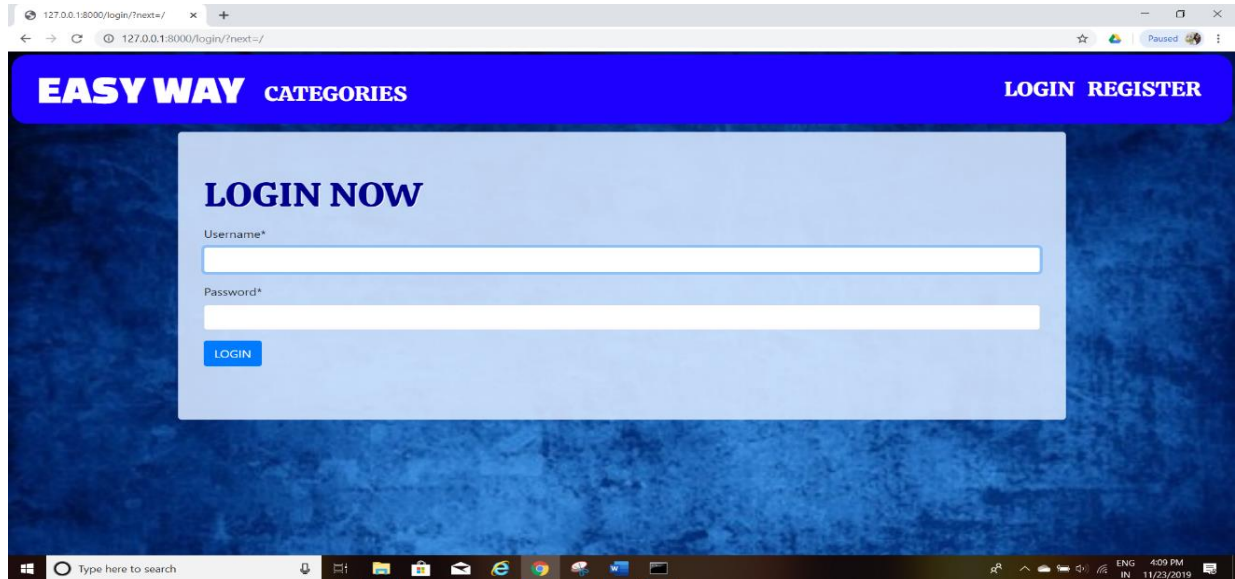 127.0.0.1:8000/login/?next=/
127.0.0.1:8000/login/?next=/
Paused
EASY WAY CATEGORIES LOGIN REGISTER
LOGIN NOW
Username*
Password*
LOGIN
Type here to search
ENG 4:09 PM
IN 11/23/2019